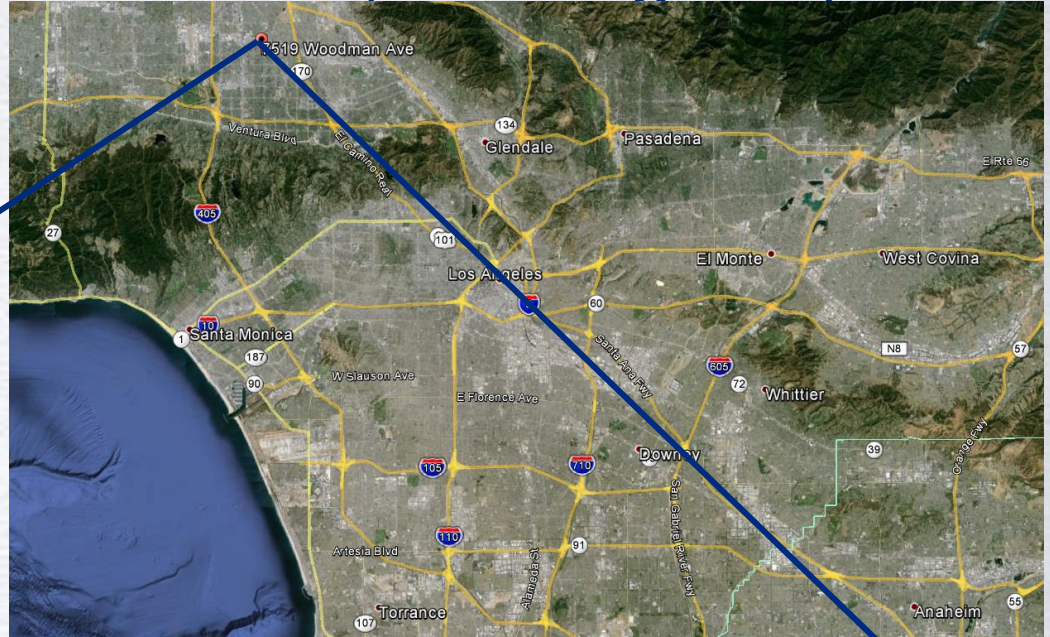 7519 Woodman Ave
170
134
Ventura Blvd
Glendale
Pasadena
El Camino Real
E Rte 66
405
27
101
Los Angeles
El Monte
West Covina
60
10
1
Santa Monica
187
90
W Slauson Ave
E Florence Ave
Santa Ana Fwy
605
72
Whittier
N8
57
Downey
39
Orange Fwy
105
710
San Gabriel River Fwy
110
Artesia Blvd
91
Alameda St
107
Torrance
Anaheim
55